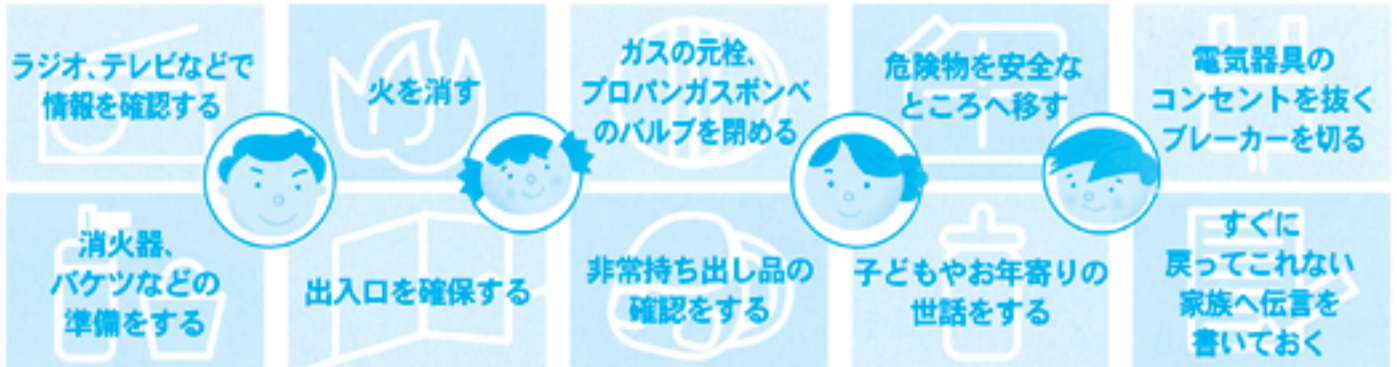 ラジオ、テレビなどで
情報を確認する
火を消す
ガスの元栓、
プロパンガスボンベ
のバルブを閉める
危険物を安全な
ところへ移す
電気器具の
コンセントを抜く
ブレーカーを切る
消火器、
バケツなどの
準備をする
出入口を確保する
非常持ち出し品の
確認をする
子どもやお年寄りの
世話をする
すぐに
戻ってこれない
家族へ伝言を
書いておく